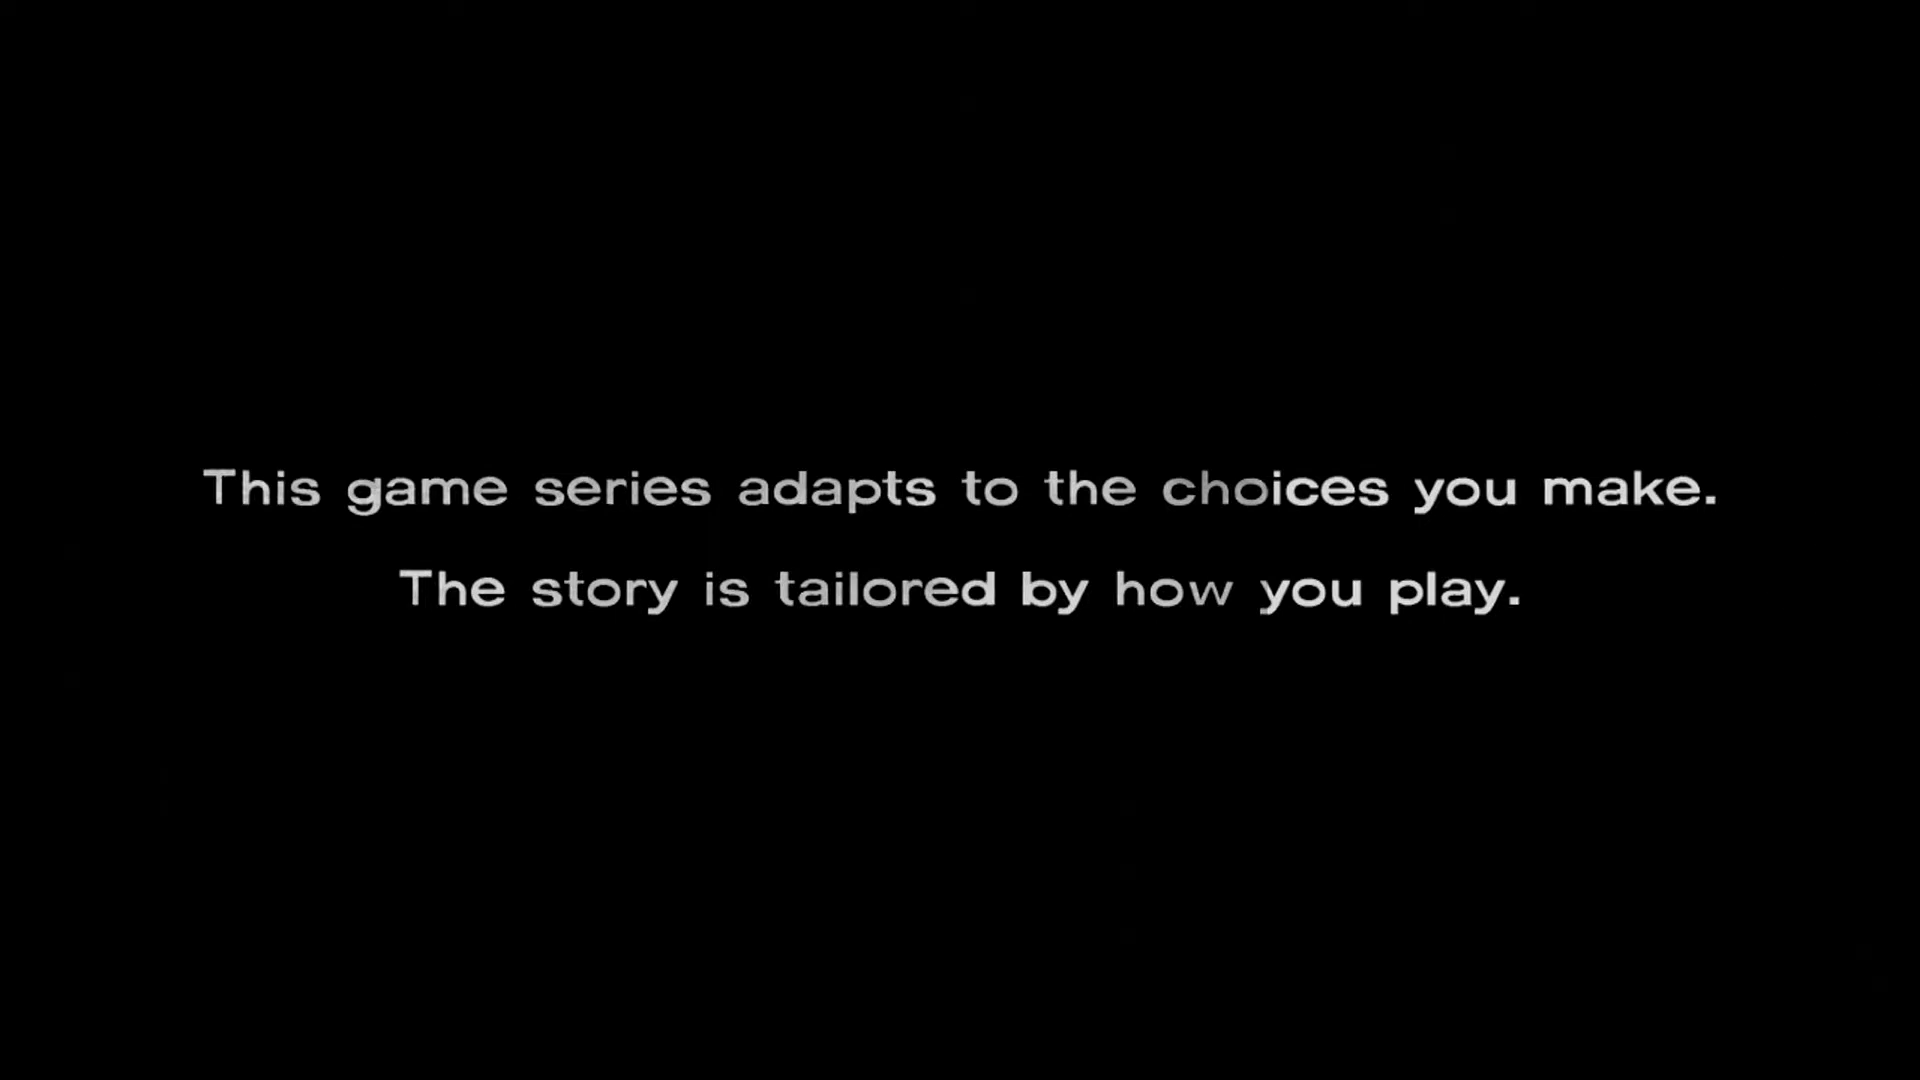 This game series adapts to the choices you make.
The story is tailored by how you play.